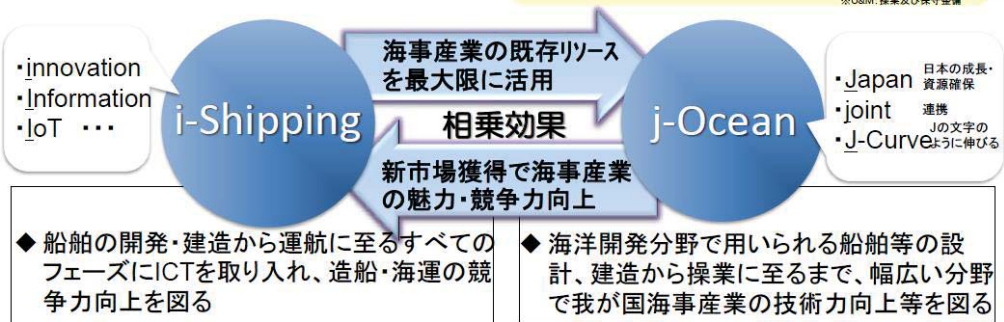 ※O&M: 操業及び保守整備
・innovation
・Information
・IoT ・・・
i-Shipping
海事産業の既存リソース
を最大限に活用
相乗効果
新市場獲得で海事産業
の魅力・競争力向上
j-Ocean
・Japan 日本の成長・
資源確保
・joint 連携
・J-Curve Jの文字の
ように伸びる
◆ 船舶の開発・建造から運航に至るすべての
フェーズにICTを取り入れ、造船・海運の競
争力向上を図る
◆ 海洋開発分野で用いられる船舶等の設
計、建造から操業に至るまで、幅広い分野
で我が国海事産業の技術力向上等を図る